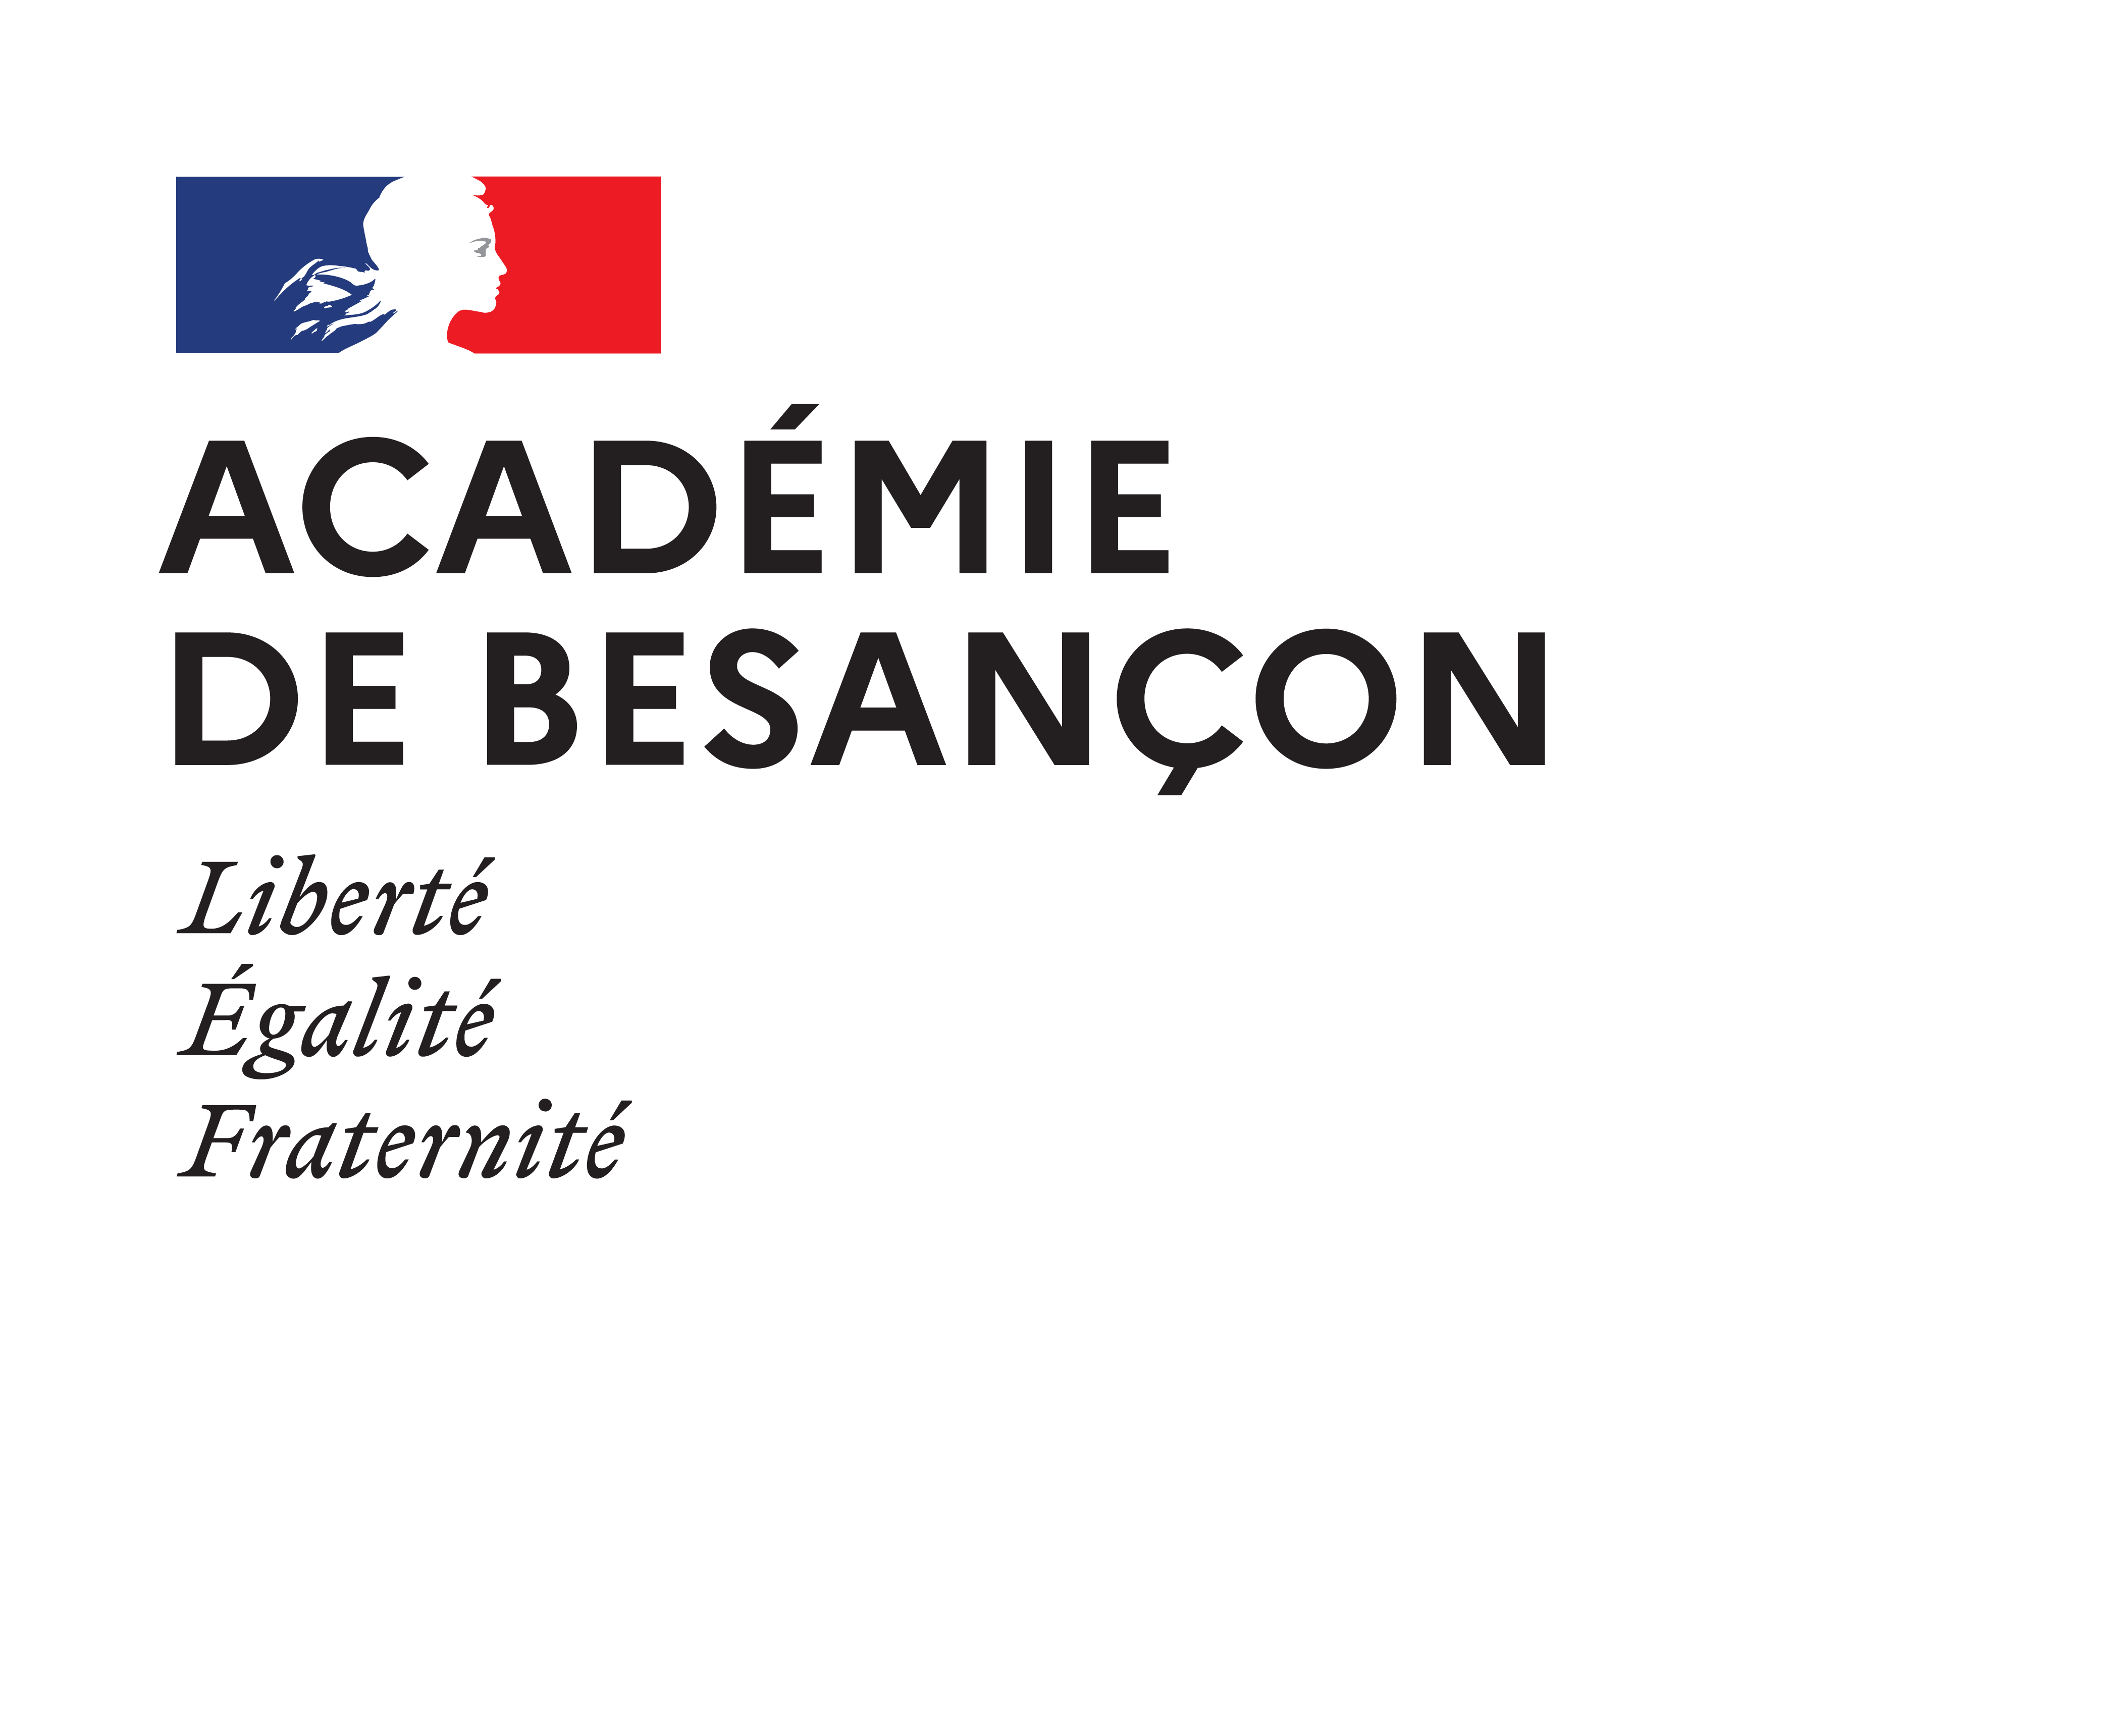 ACADÉMIE
DE BESANÇON
Liberté
Égalité
Fraternité